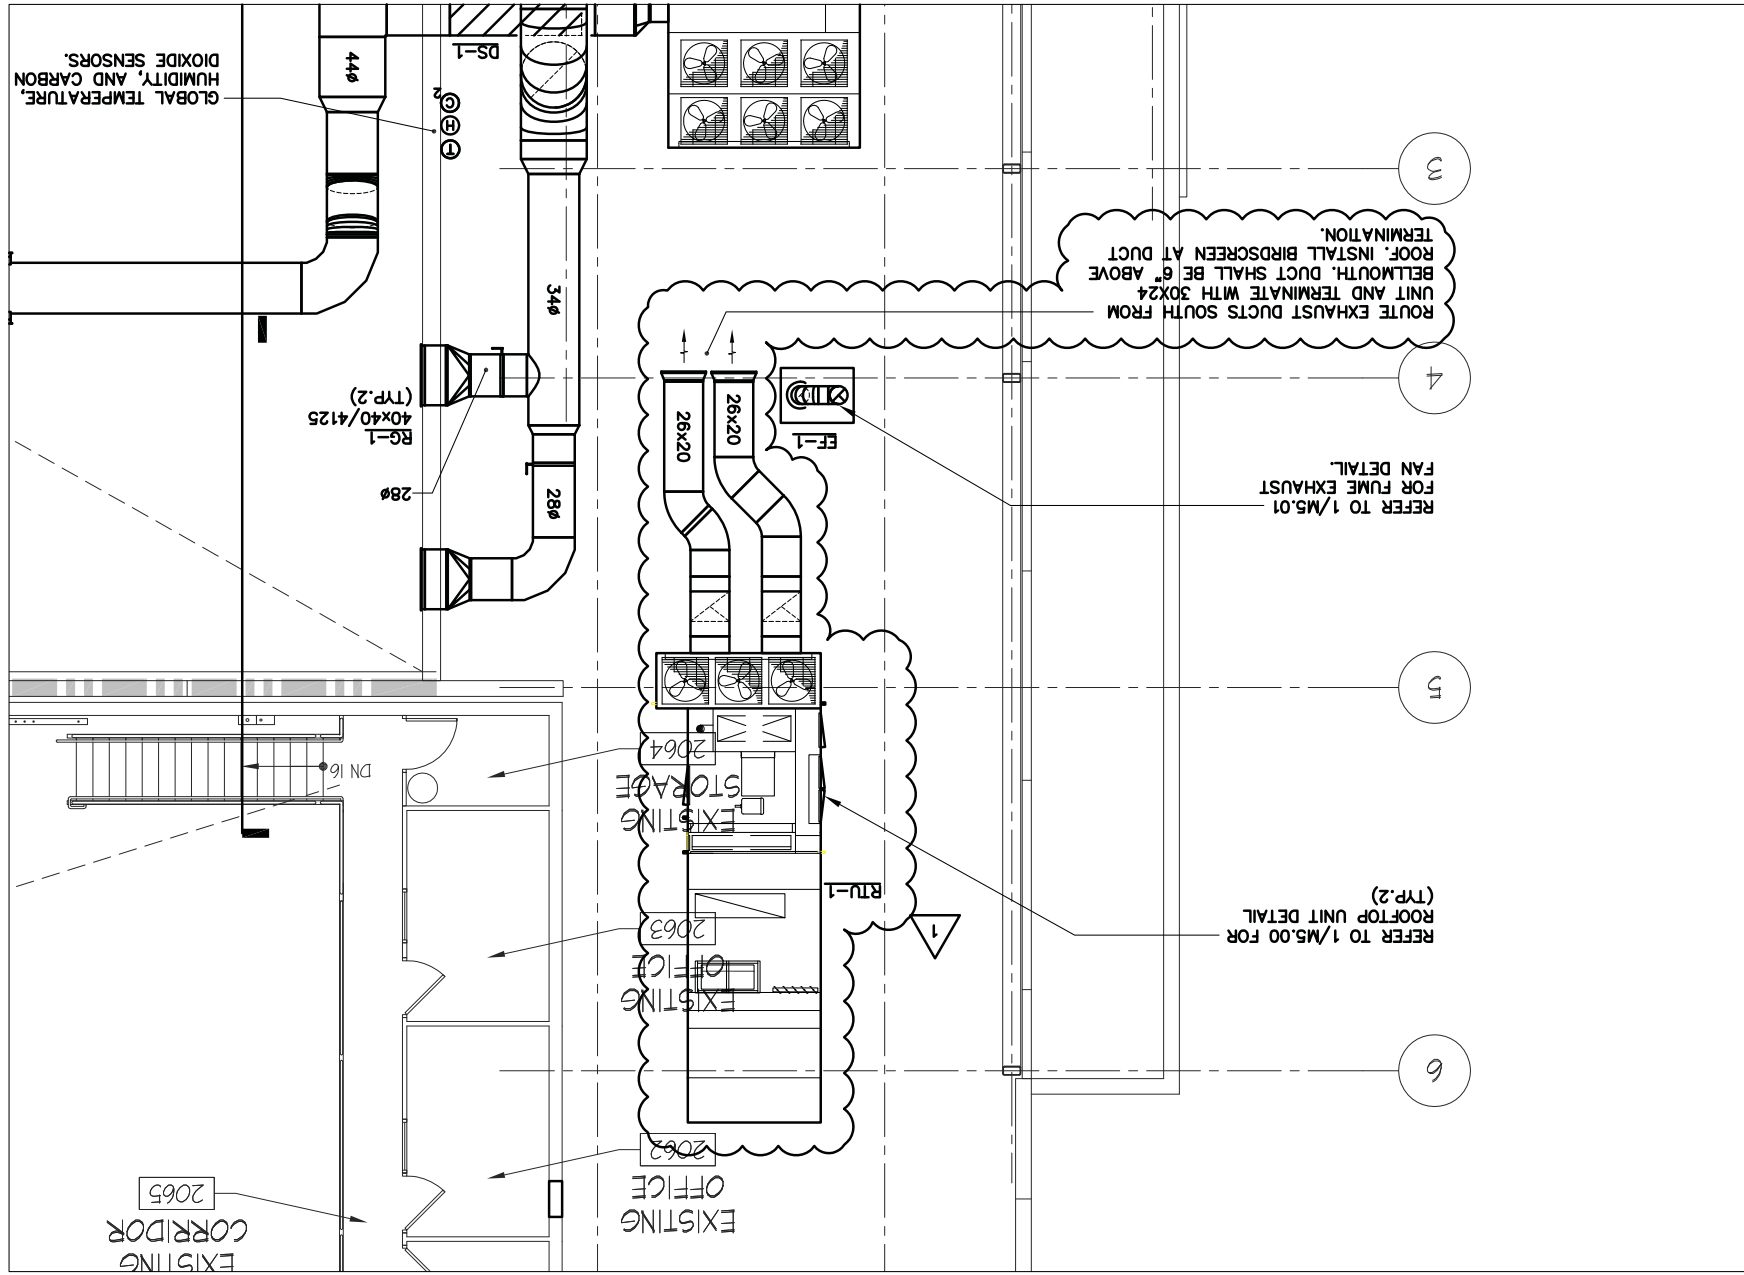 EXISTING
CORRIDOR
2065
EXISTING
OFFICE
2062
6
EXISTING
OFFICE
2063
1
REFER TO 1/M5.00 FOR
ROOFTOP UNIT DETAIL
(TYP.2)
RTU-1
EXISTING
STORAGE
2064
DN 16
5
REFER TO 1/M5.01
FOR FUME EXHAUST
FAN DETAIL.
EF-1
28ø
28ø
RG-1
40x40/4125
(TYP.2)
26x20
26x20
4
ROUTE EXHAUST DUCTS SOUTH FROM
UNIT AND TERMINATE WITH 30X24
BELLMOUTH. DUCT SHALL BE 6" ABOVE
ROOF. INSTALL BIRDSCREEN AT DUCT
TERMINATION.
34ø
3
T
H
C
2
GLOBAL TEMPERATURE,
HUMIDITY, AND CARBON
DIOXIDE SENSORS.
44ø
DS-1